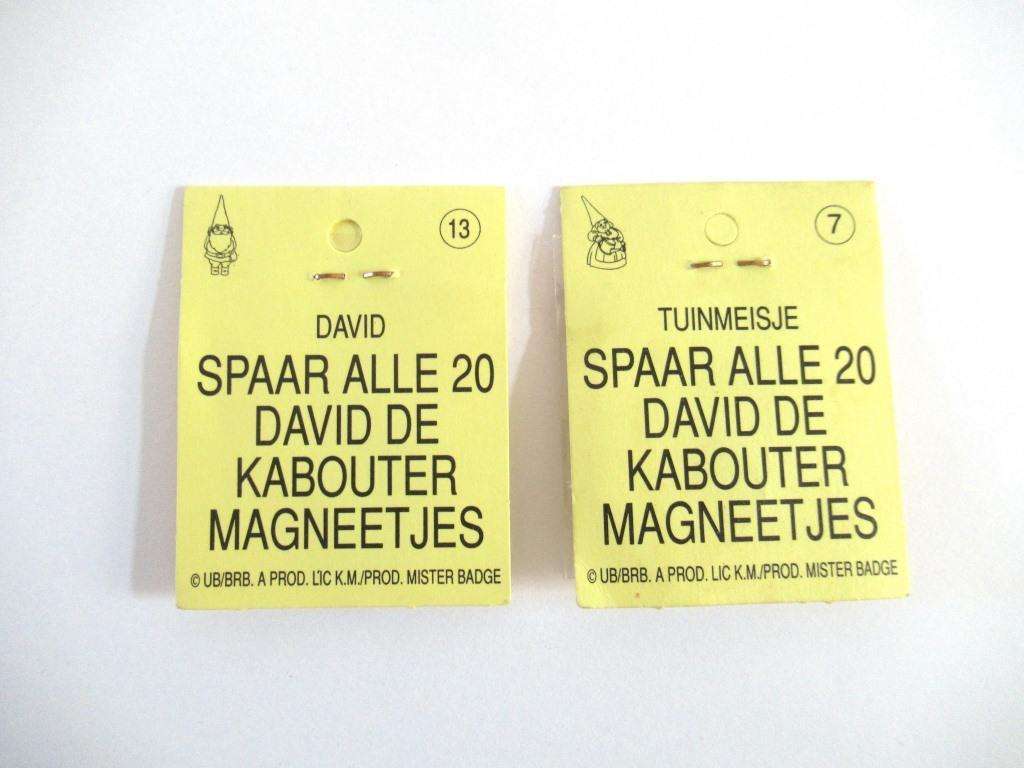 13
DAVID
SPAAR ALLE 20
DAVID DE
KABOUTER
MAGNEETJES
© UB/BRB. A PROD. LIC K.M./PROD. MISTER BADGE
7
TUINMEISJE
SPAAR ALLE 20
DAVID DE
KABOUTER
MAGNEETJES
© UB/BRB. A PROD. LIC K.M./PROD. MISTER BADGE